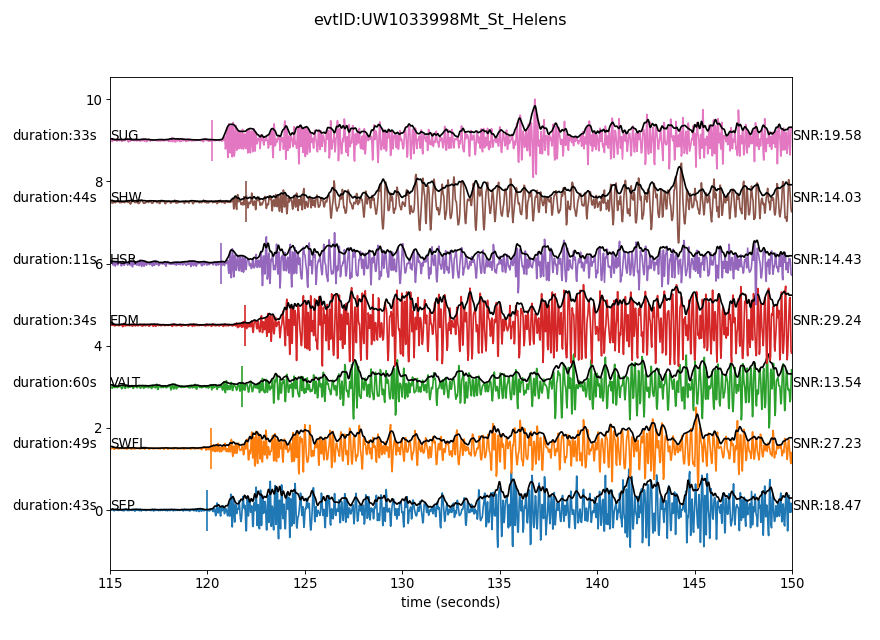 evtID:UW1033998Mt_St_Helens
10
duration:33s SUG SNR:19.58
8
duration:44s SHW SNR:14.03
duration:11s HSR SNR:14.43
6
duration:34s EDM SNR:29.24
4
duration:60s VALT SNR:13.54
2
duration:49s SWFL SNR:27.23
duration:43s SEP SNR:18.47
0
115 120 125 130 135 140 145 150
time (seconds)